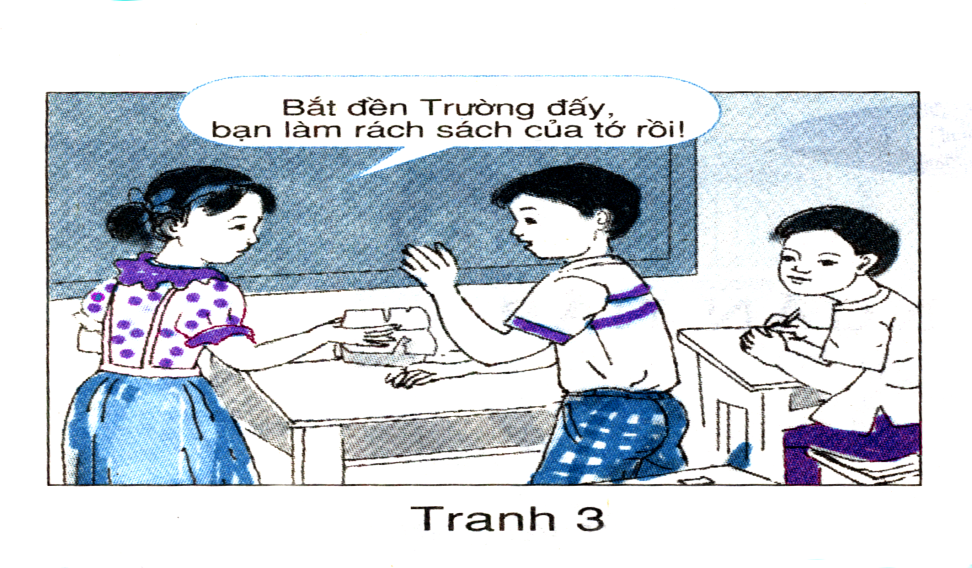 Bắt đền Trường đấy,
bạn làm rách sách của tớ rồi!
Tranh 3